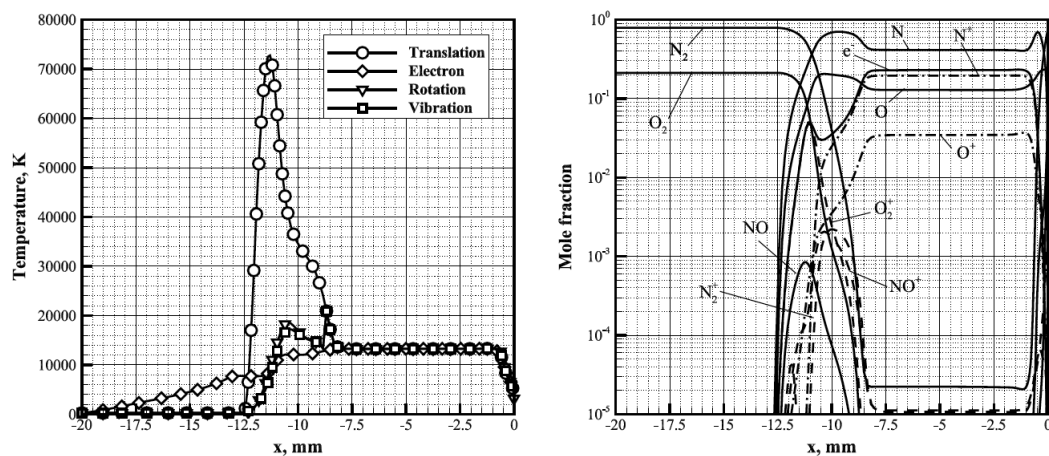 Temperature, K
80000
70000
60000
50000
40000
30000
20000
10000
0
-20
-17.5
-15
-12.5
-10
-7.5
-5
-2.5
0
x, mm
Translation
Electron
Rotation
Vibration
Mole fraction
10⁰
10⁻¹
10⁻²
10⁻³
10⁻⁴
10⁻⁵
-20
-17.5
-15
-12.5
-10
-7.5
-5
-2.5
0
x, mm
N₂
N
N⁺
e⁻
O₂
O
O⁺
O₂⁺
NO
NO⁺
N₂⁺